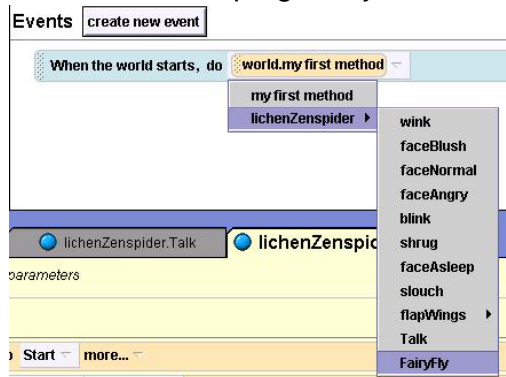 Events create new event
When the world starts, do world.my first method
my first method
lichenZenspider
wink
faceBlush
faceNormal
faceAngry
blink
shrug
faceAsleep
slouch
flapWings
Talk
FairyFly
lichenZenspider.Talk lichenZenspid
parameters
Start more...